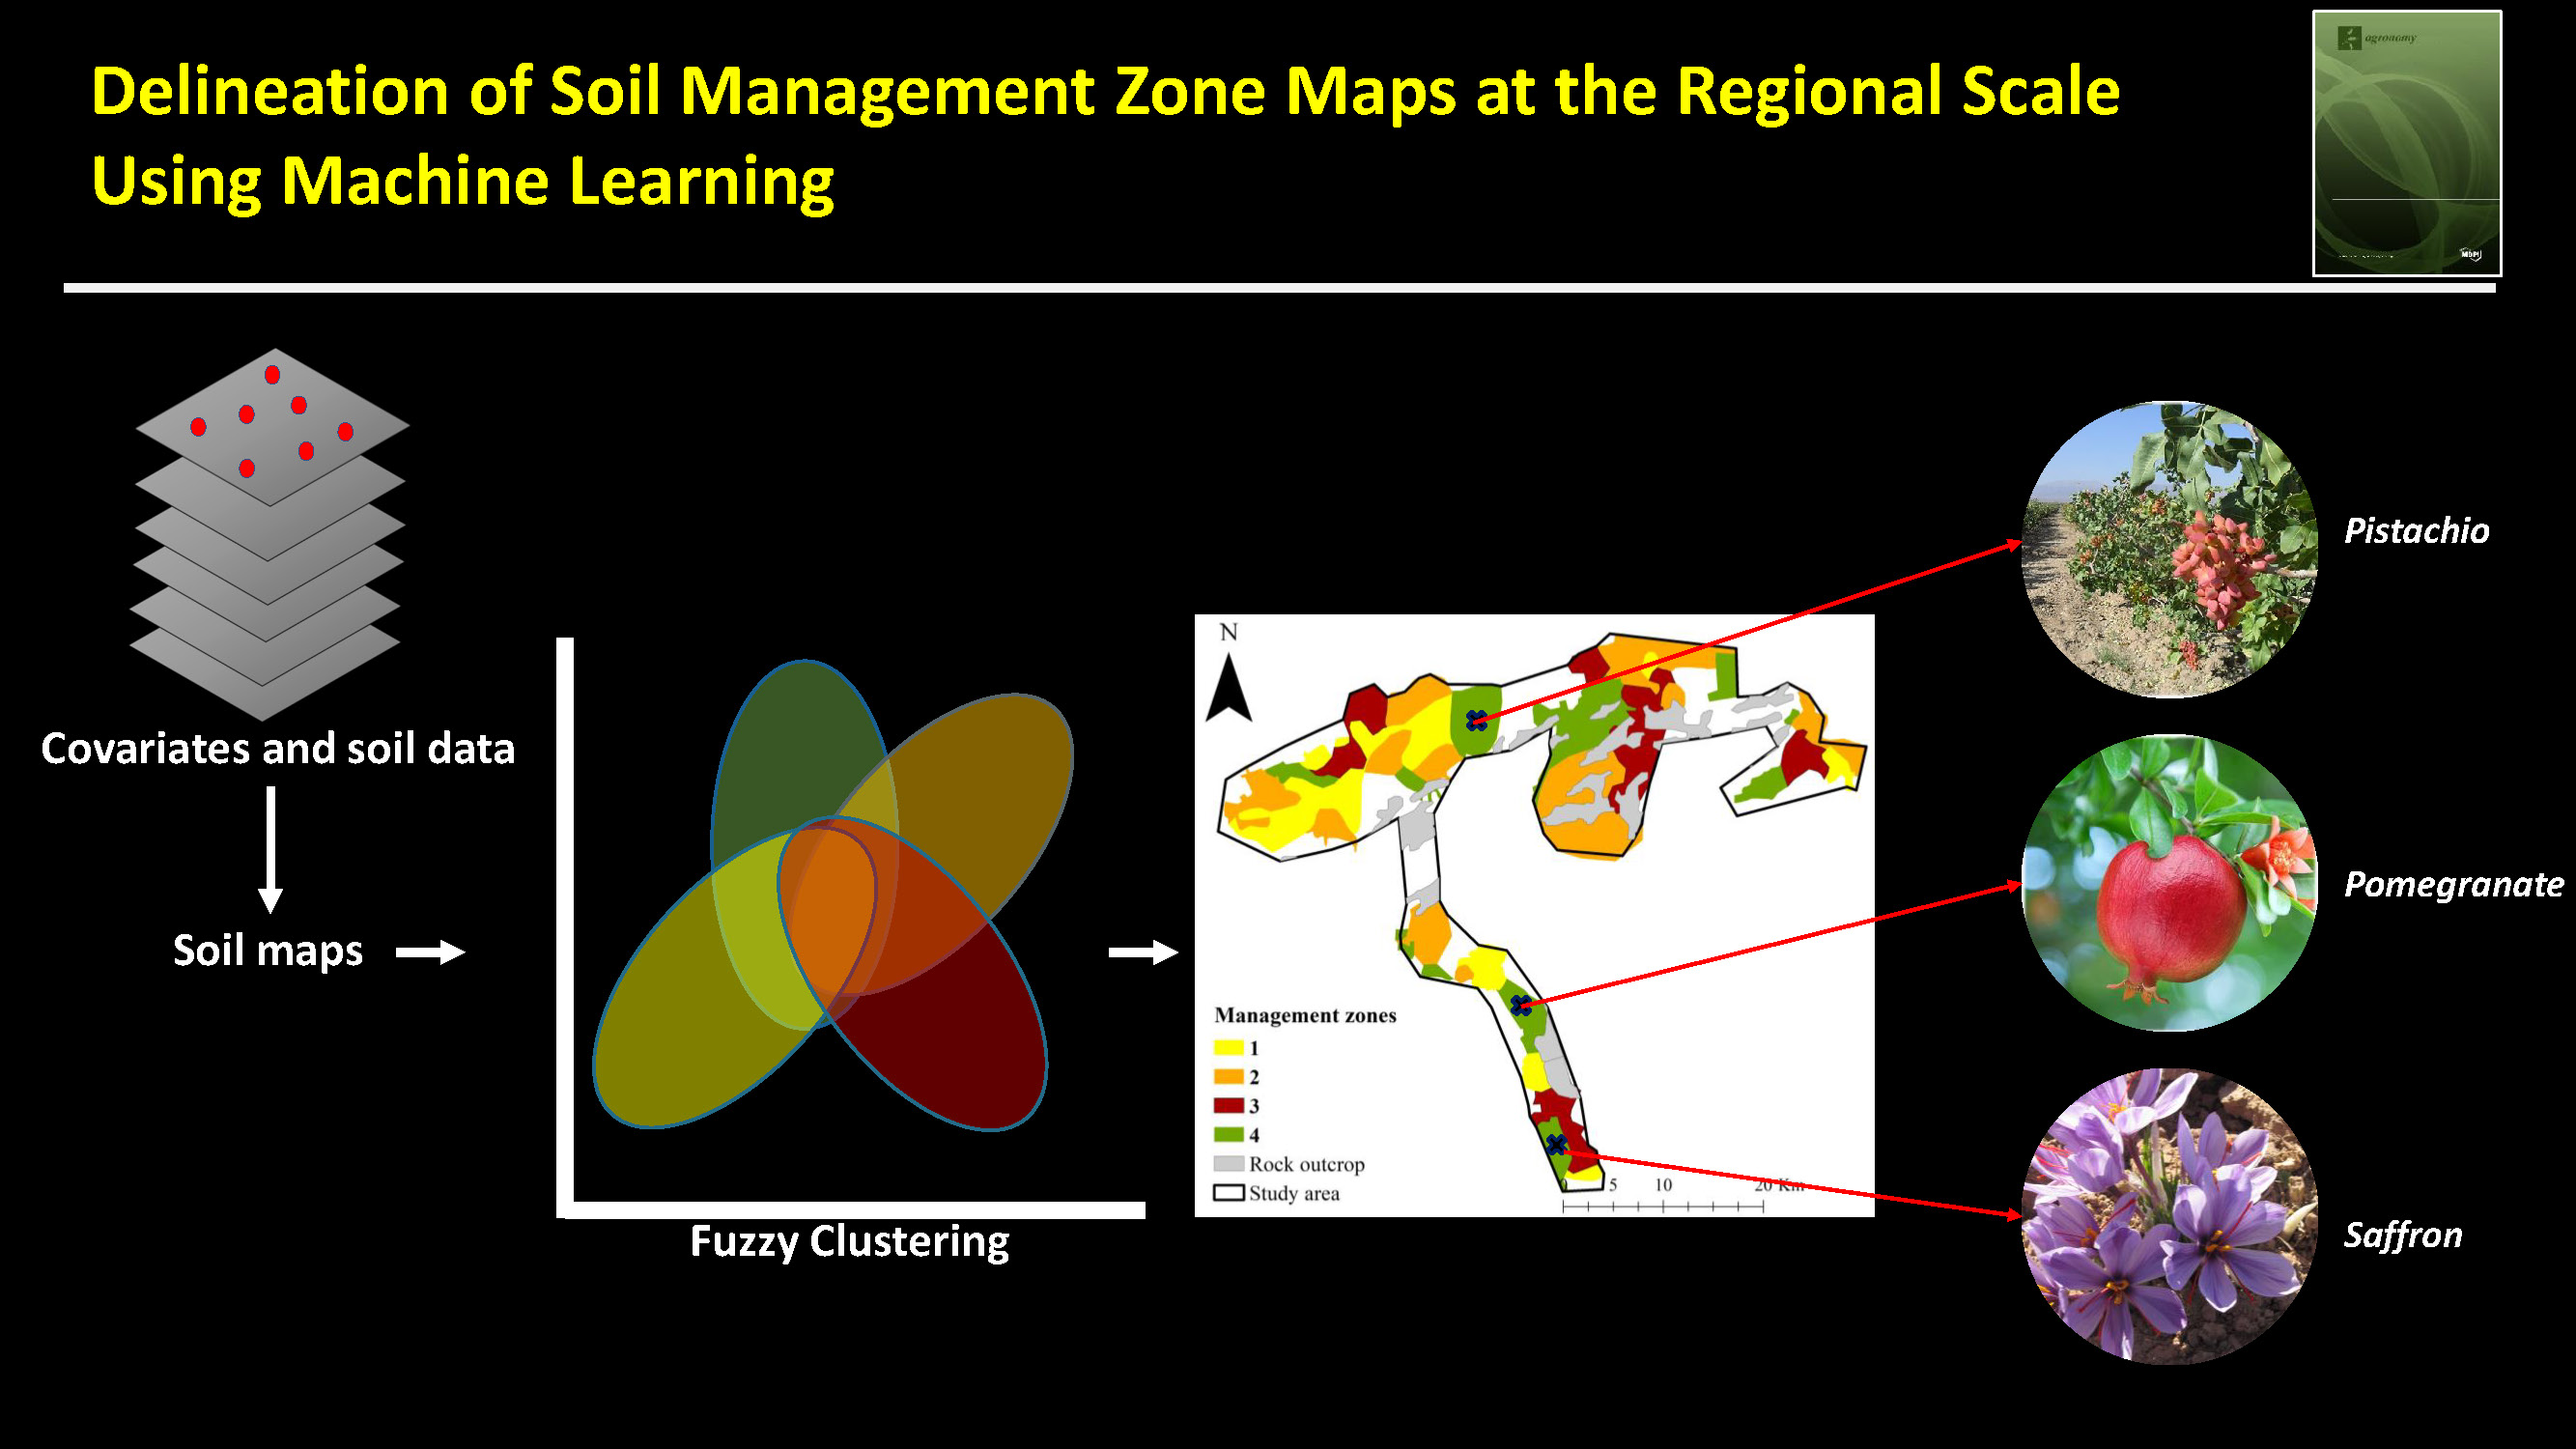 Delineation of Soil Management Zone Maps at the Regional Scale
Using Machine Learning
agronomy
MDPI
Covariates and soil data
Soil maps
Fuzzy Clustering
N
Management zones
1
2
3
4
Rock outcrop
Study area
0 5 10 20 Km
Pistachio
Pomegranate
Saffron